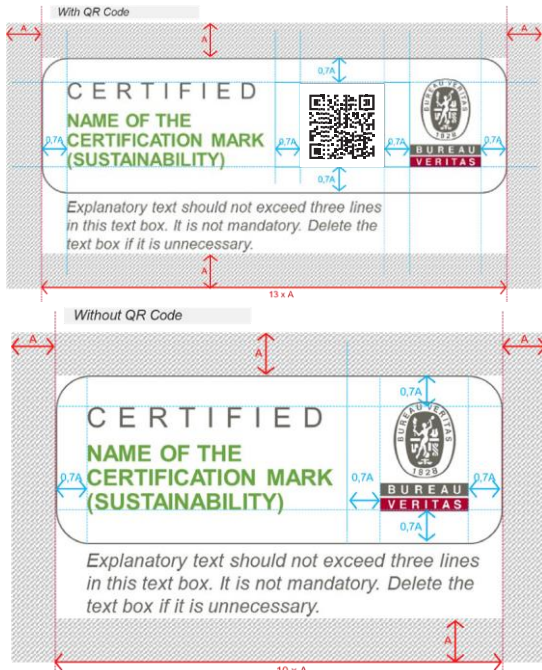 With QR Code
A
A
A
0,7A
CERTIFIED
NAME OF THE
CERTIFICATION MARK
(SUSTAINABILITY)
0,7A
0,7A
0,7A
0,7A
0,7A
BUREAU VERITAS
1828
BUREAU
VERITAS
Explanatory text should not exceed three lines
in this text box. It is not mandatory. Delete the
text box if it is unnecessary.
A
13 x A
Without QR Code
A
A
A
0,7A
CERTIFIED
NAME OF THE
CERTIFICATION MARK
(SUSTAINABILITY)
0,7A
0,7A
0,7A
0,7A
BUREAU VERITAS
1828
BUREAU
VERITAS
Explanatory text should not exceed three lines
in this text box. It is not mandatory. Delete the
text box if it is unnecessary.
A